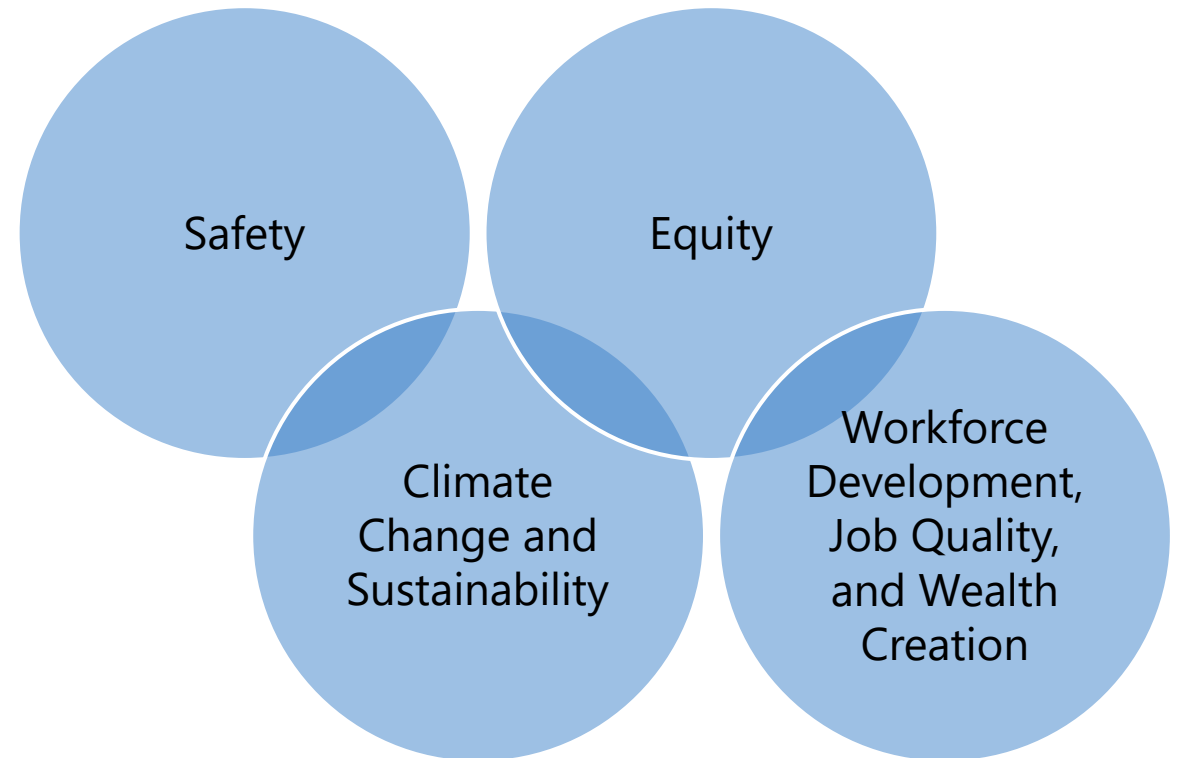 Safety
Equity
Climate
Change and
Sustainability
Workforce
Development,
Job Quality,
and Wealth
Creation